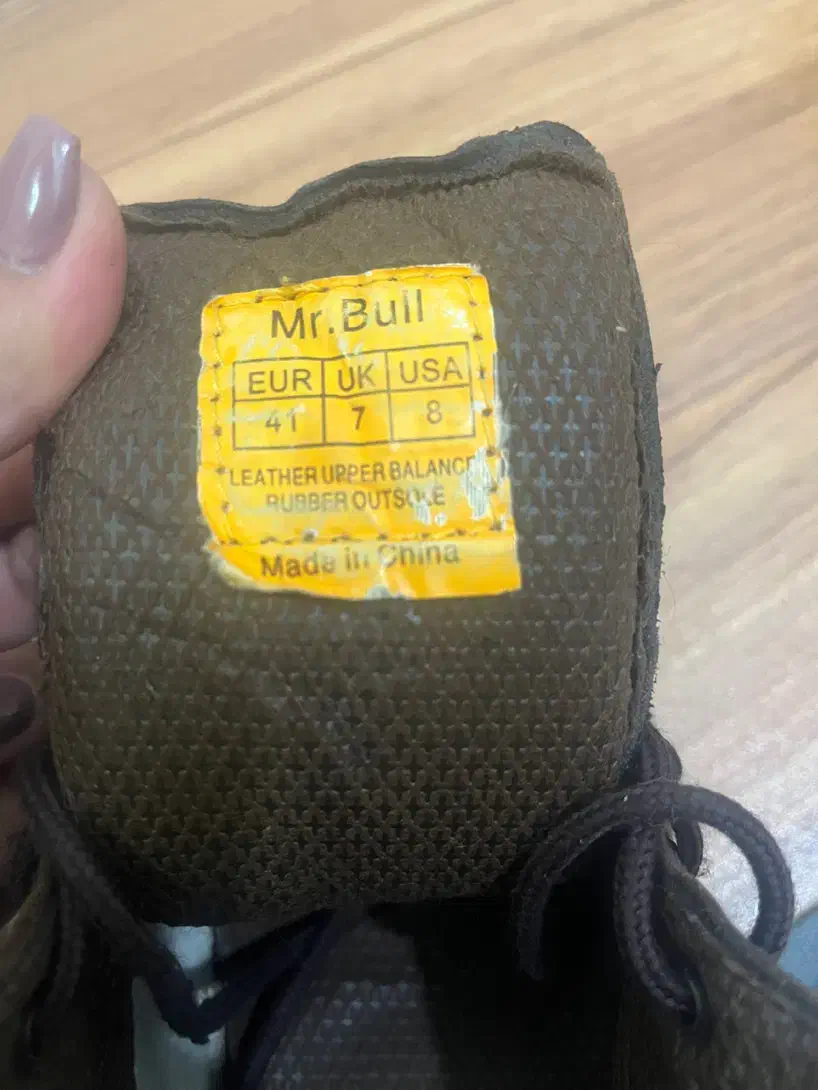 Mr.Bull
EUR UK USA
41 7 8
LEATHER UPPER BALANCE
RUBBER OUTSOLE
Made in China